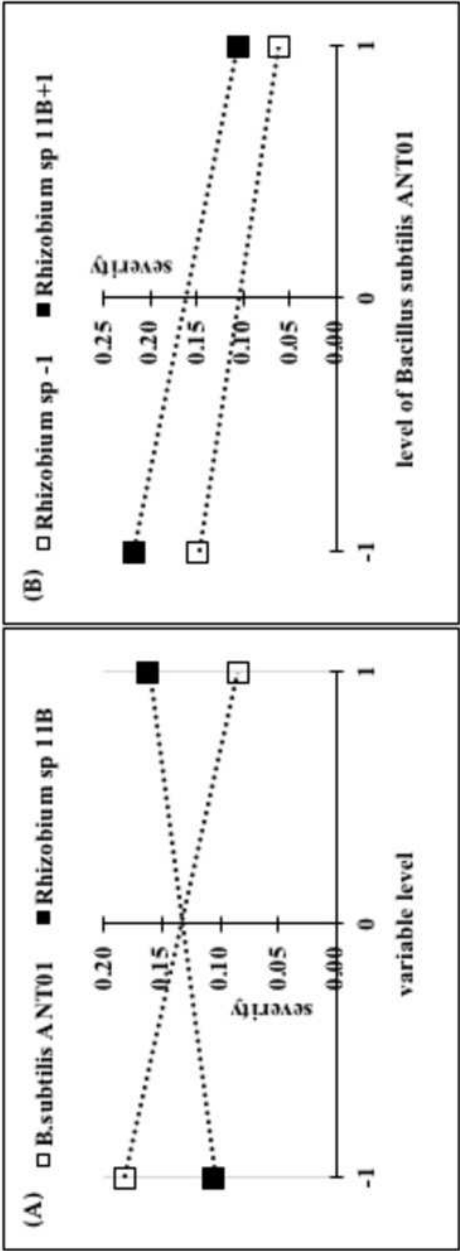 (A)
□ B.subtilis ANT01 ■ Rhizobium sp 11B
0.20
0.15
0.10
0.05
0.00
severity
-1 0 1
variable level
(B)
□ Rhizobium sp -1 ■ Rhizobium sp 11B+1
0.25
0.20
0.15
0.10
0.05
0.00
severity
-1 0 1
level of Bacillus subtilis ANT01